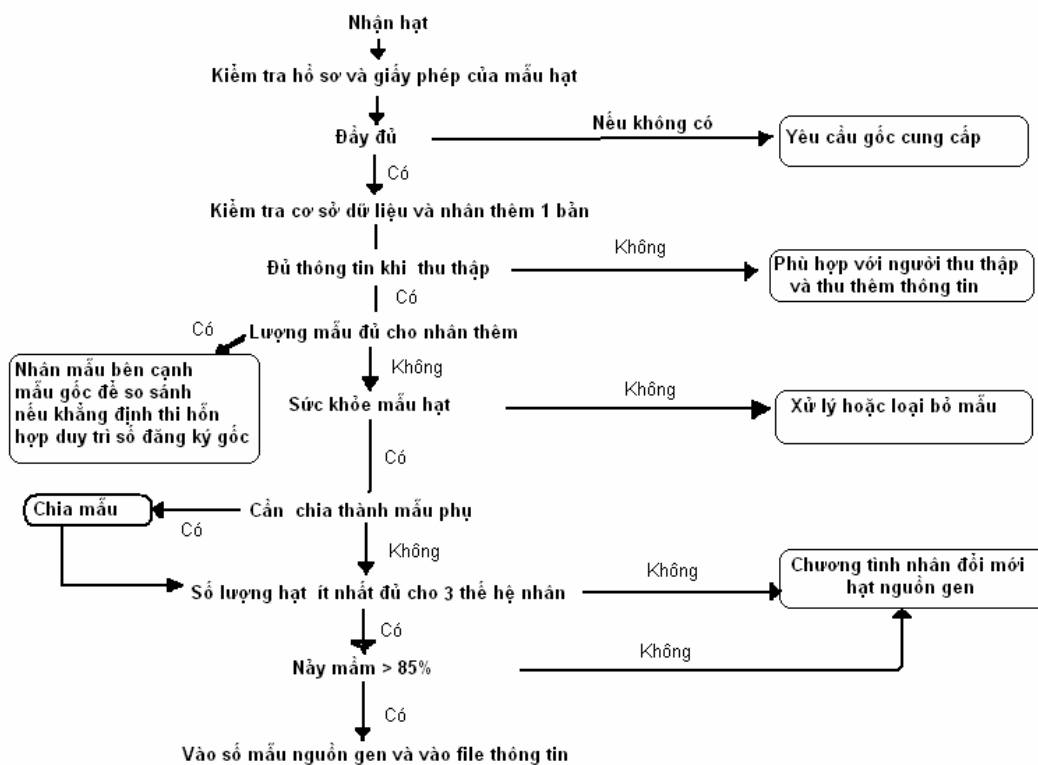 Nhận hạt
Kiểm tra hồ sơ và giấy phép của mẫu hạt
Đầy đủ
Nếu không có
Yêu cầu gốc cung cấp
Có
Kiểm tra cơ sở dữ liệu và nhân thêm 1 bản
Không
Đủ thông tin khi thu thập
Phù hợp với người thu thập
và thu thêm thông tin
Có
Có
Lượng mẫu đủ cho nhân thêm
Nhân mẫu bên cạnh
mẫu gốc để so sánh
nếu khẳng định thi hỗn
hợp duy trì số đăng ký gốc
Không
Sức khỏe mẫu hạt
Không
Xử lý hoặc loại bỏ mẫu
Có
Chia mẫu
Có
Cần chia thành mẫu phụ
Không
Số lượng hạt ít nhất đủ cho 3 thế hệ nhân
Không
Chương tình nhân đổi mới
hạt nguồn gen
Có
Nảy mầm > 85%
Không
Có
Vào số mẫu nguồn gen và vào file thông tin